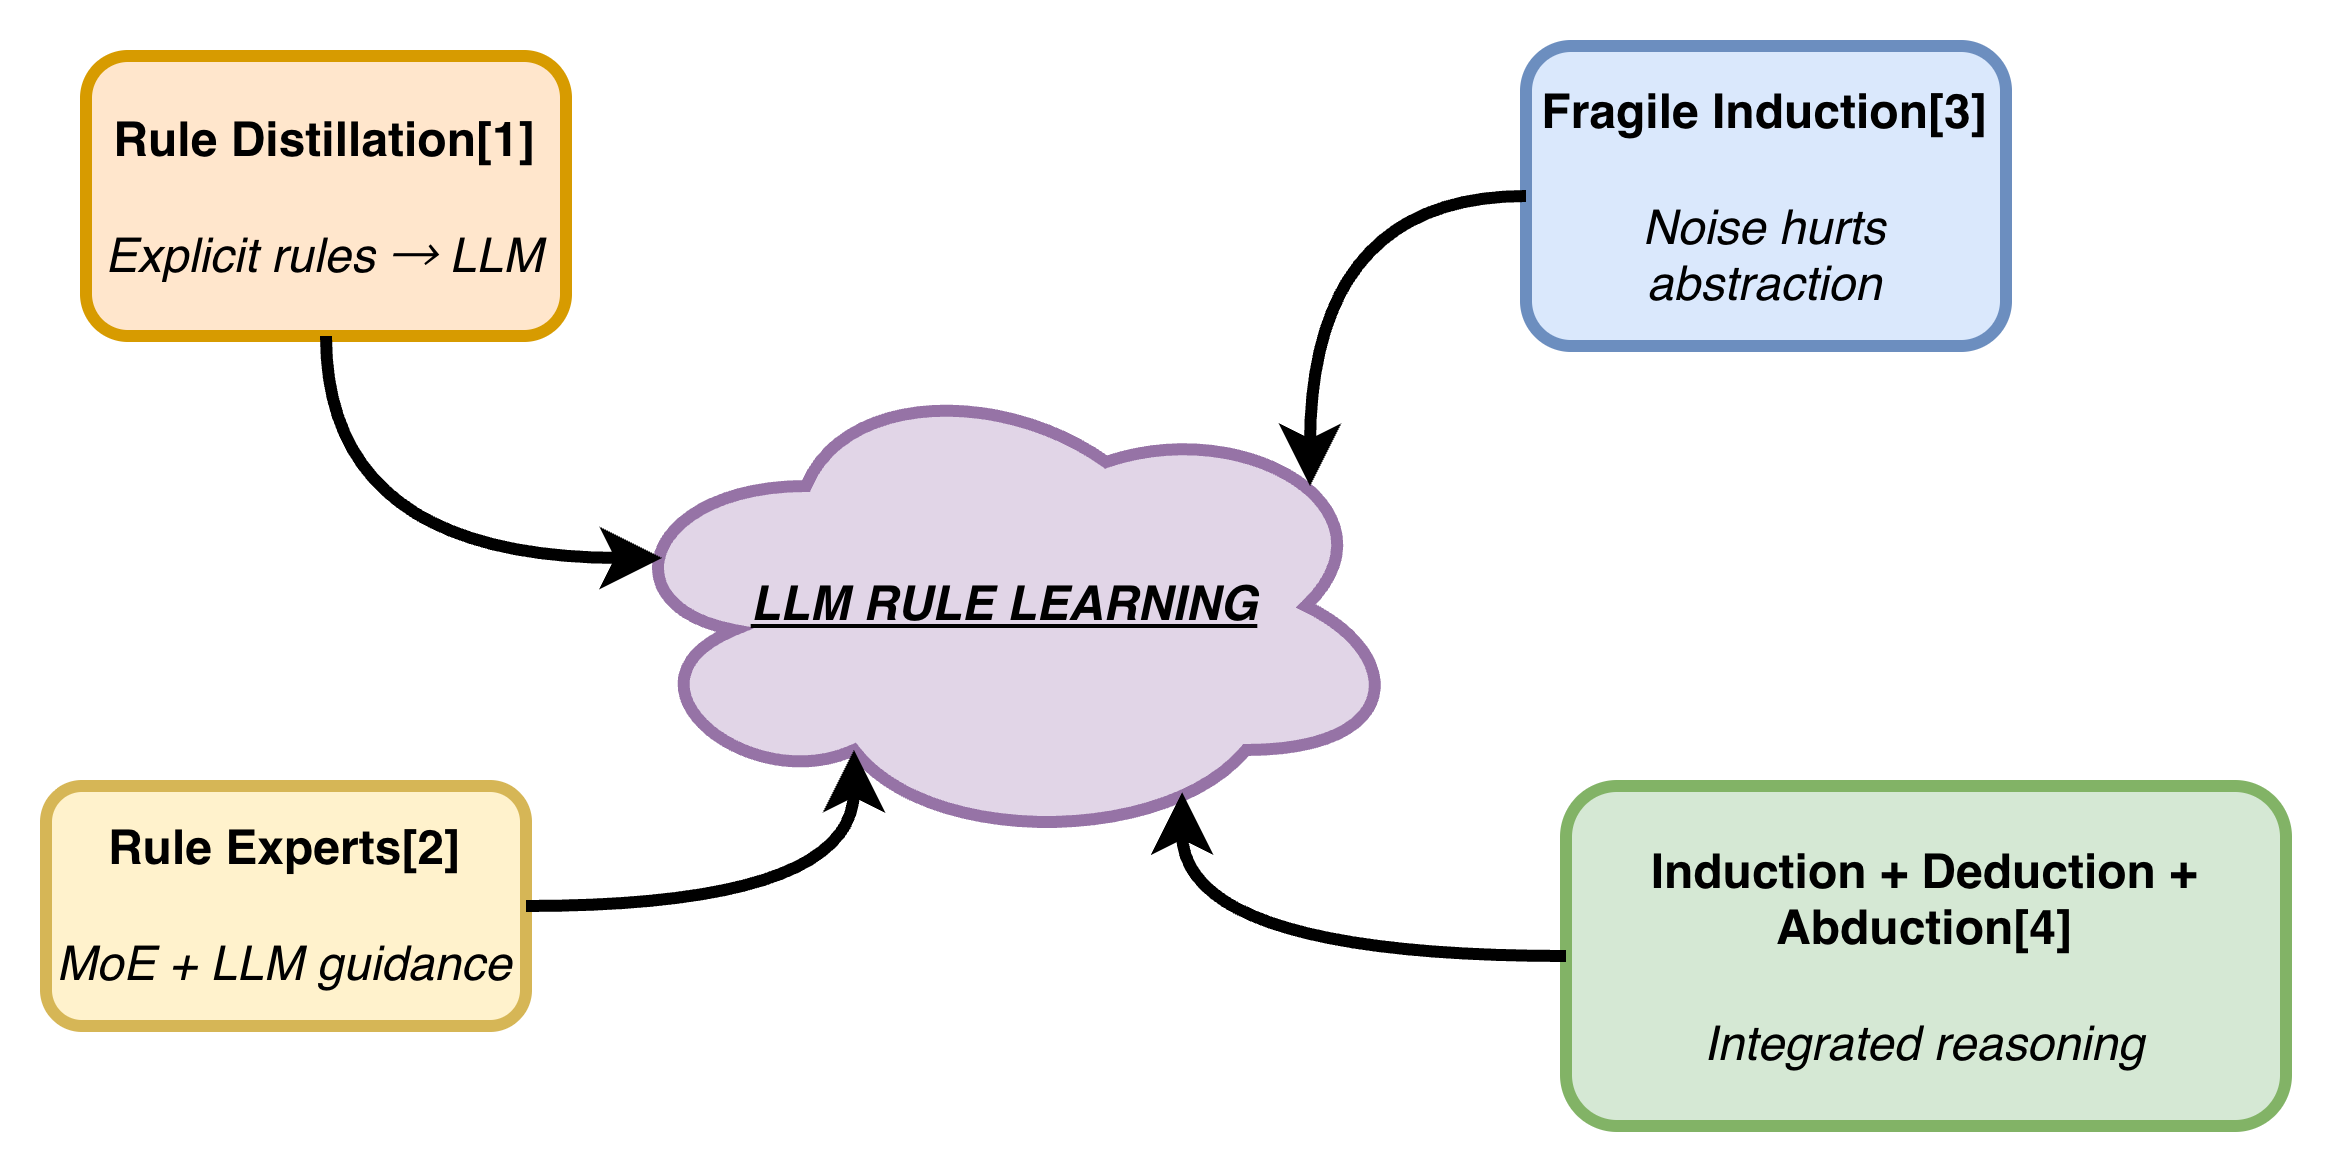 Rule Distillation[1]
Explicit rules → LLM
Fragile Induction[3]
Noise hurts
abstraction
LLM RULE LEARNING
Rule Experts[2]
MoE + LLM guidance
Induction + Deduction +
Abduction[4]
Integrated reasoning